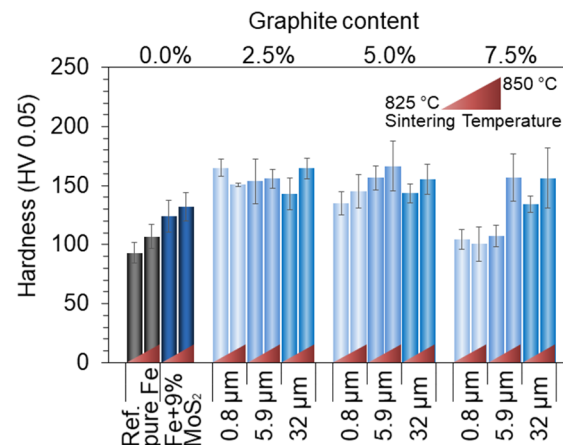 Graphite content
0.0% 2.5% 5.0% 7.5%
250
200
150
100
50
0
Hardness (HV 0.05)
850 °C
825 °C
Sintering Temperature
Ref.
pure Fe
Fe+9%
MoS₂
0.8 µm
5.9 µm
32 µm
0.8 µm
5.9 µm
32 µm
0.8 µm
5.9 µm
32 µm